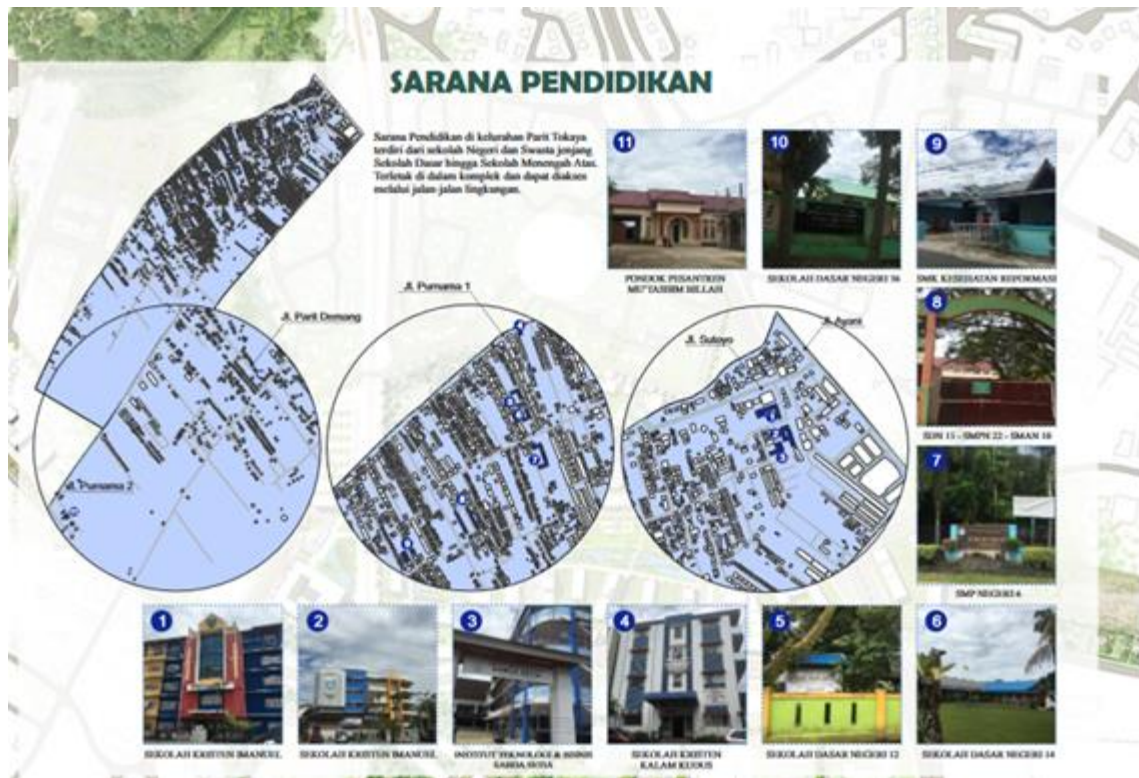 SARANA PENDIDIKAN
Sarana Pendidikan di kelurahan Parit Tokaya
terdiri dari sekolah Negeri dan Swasta jenjang
Sekolah Dasar hingga Sekolah Menengah Atas.
Terletak di dalam komplek dan dapat diakses
melalui jalan-jalan lingkungan.
11
10
9
PONDOK PESANTREN
MU'TASHIM BILLAH
SEKOLAH DASAR NEGERI 36
SMK KESEHATAN REFORMASI
Jl. Parit Demang
Jl. Purnama 1
Jl. Sutoyo
Jl. Ayani
Jl. Purnama 2
8
SDN 15 - SMPN 22 - SMAN 10
7
SMP NEGERI 6
1
2
3
4
5
6
SEKOLAH KRISTEN IMANUEL
SEKOLAH KRISTEN IMANUEL
INSTITUT TEKNOLOGI & BISNIS
SABDA SETIA
SEKOLAH KRISTEN
KALAM KUDUS
SEKOLAH DASAR NEGERI 12
SEKOLAH DASAR NEGERI 14